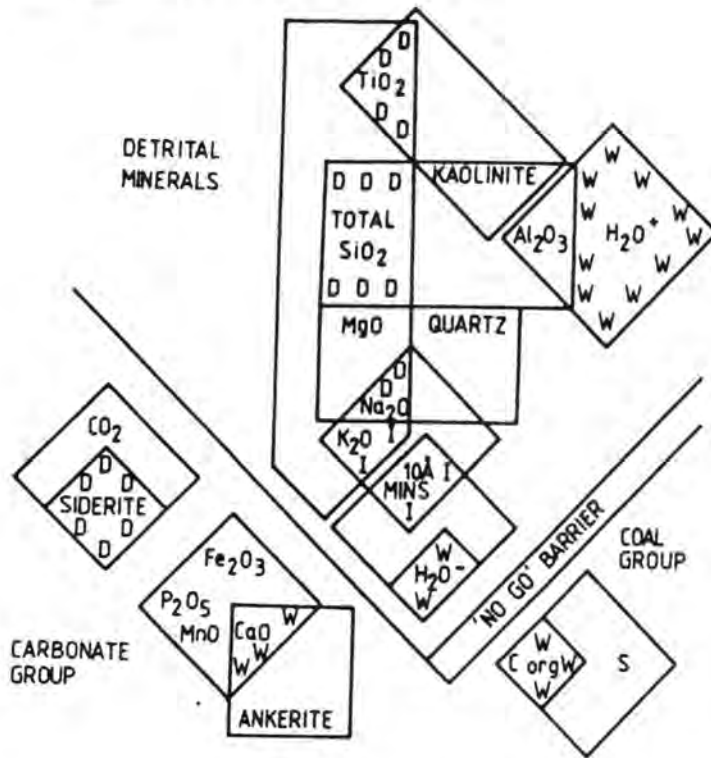 D
D
TiO₂
D
D
DETRITAL
MINERALS
KAOLINITE
D D D
TOTAL
SiO₂
D D D
Al₂O₃
W
W
W
W
W
W
H₂O⁺
W
W
W
W
W
MgO
QUARTZ
D
D
Na₂O
I
K₂O
I
10Å I
MINS
I
W
H₂O⁻
W
CO₂
D
D D
SIDERITE
D D
D
Fe₂O₃
P₂O₅
MnO
CaO
W
W
W
W
ANKERITE
CARBONATE
GROUP
'NO GO' BARRIER
COAL
GROUP
W
C org W
W
S